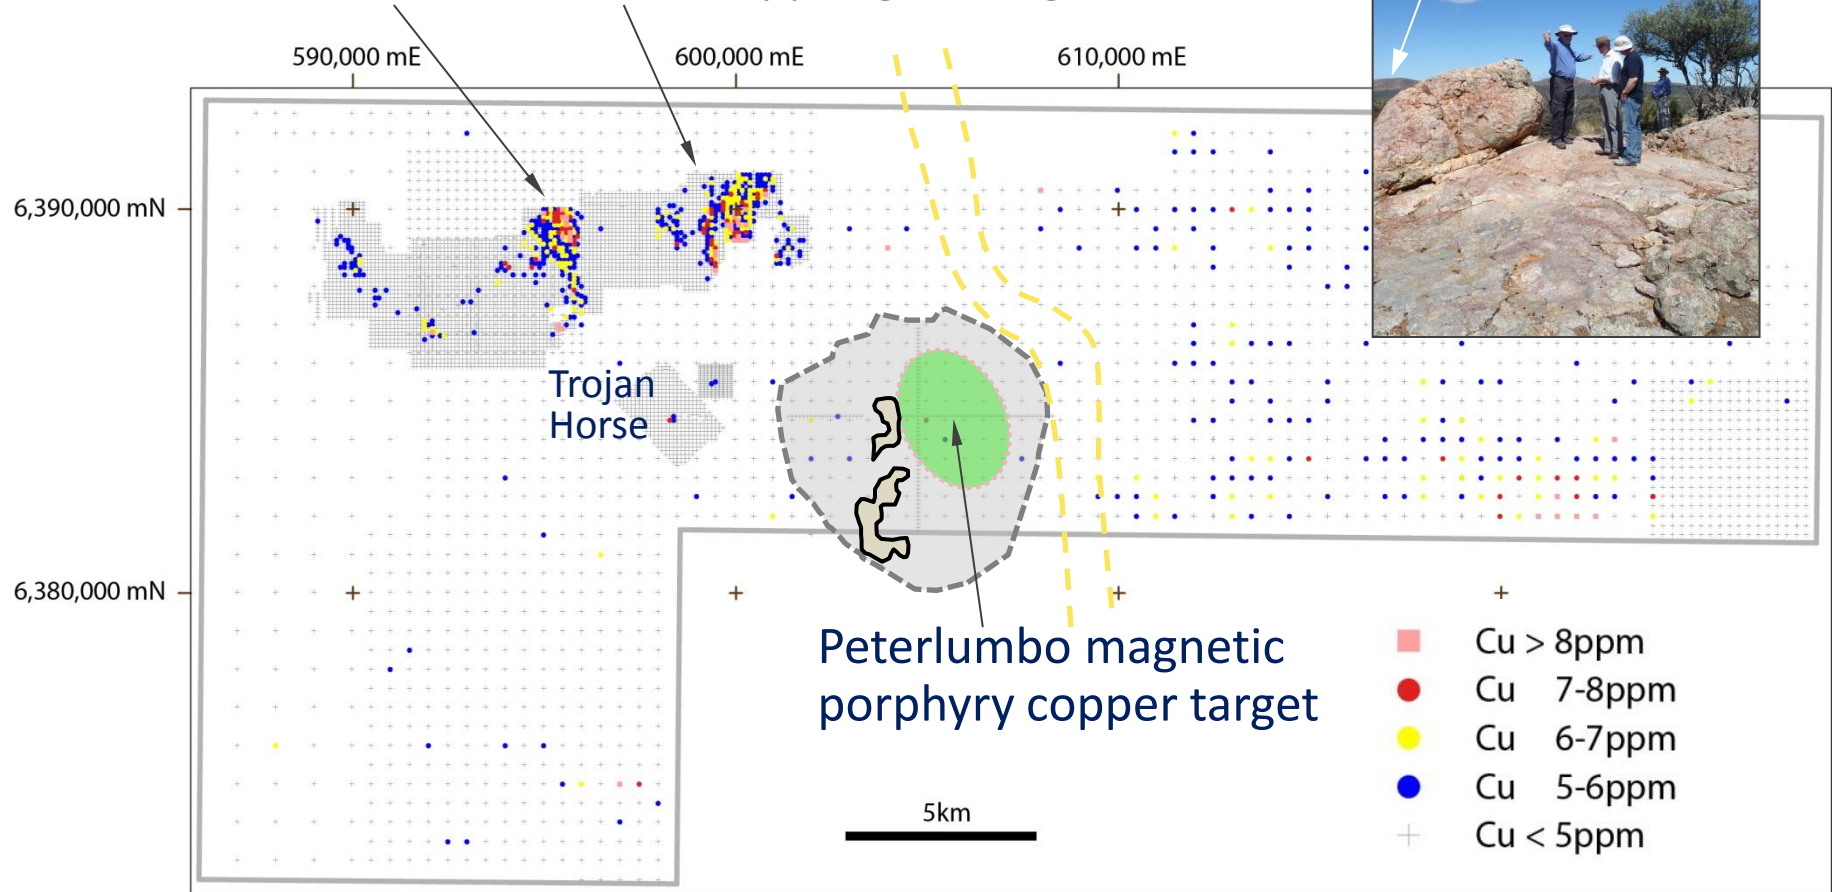 590,000 mE
600,000 mE
610,000 mE
6,390,000 mN
Trojan
Horse
6,380,000 mN
Peterlumbo magnetic
porphyry copper target
5km
Cu > 8ppm
Cu 7-8ppm
Cu 6-7ppm
Cu 5-6ppm
Cu < 5ppm